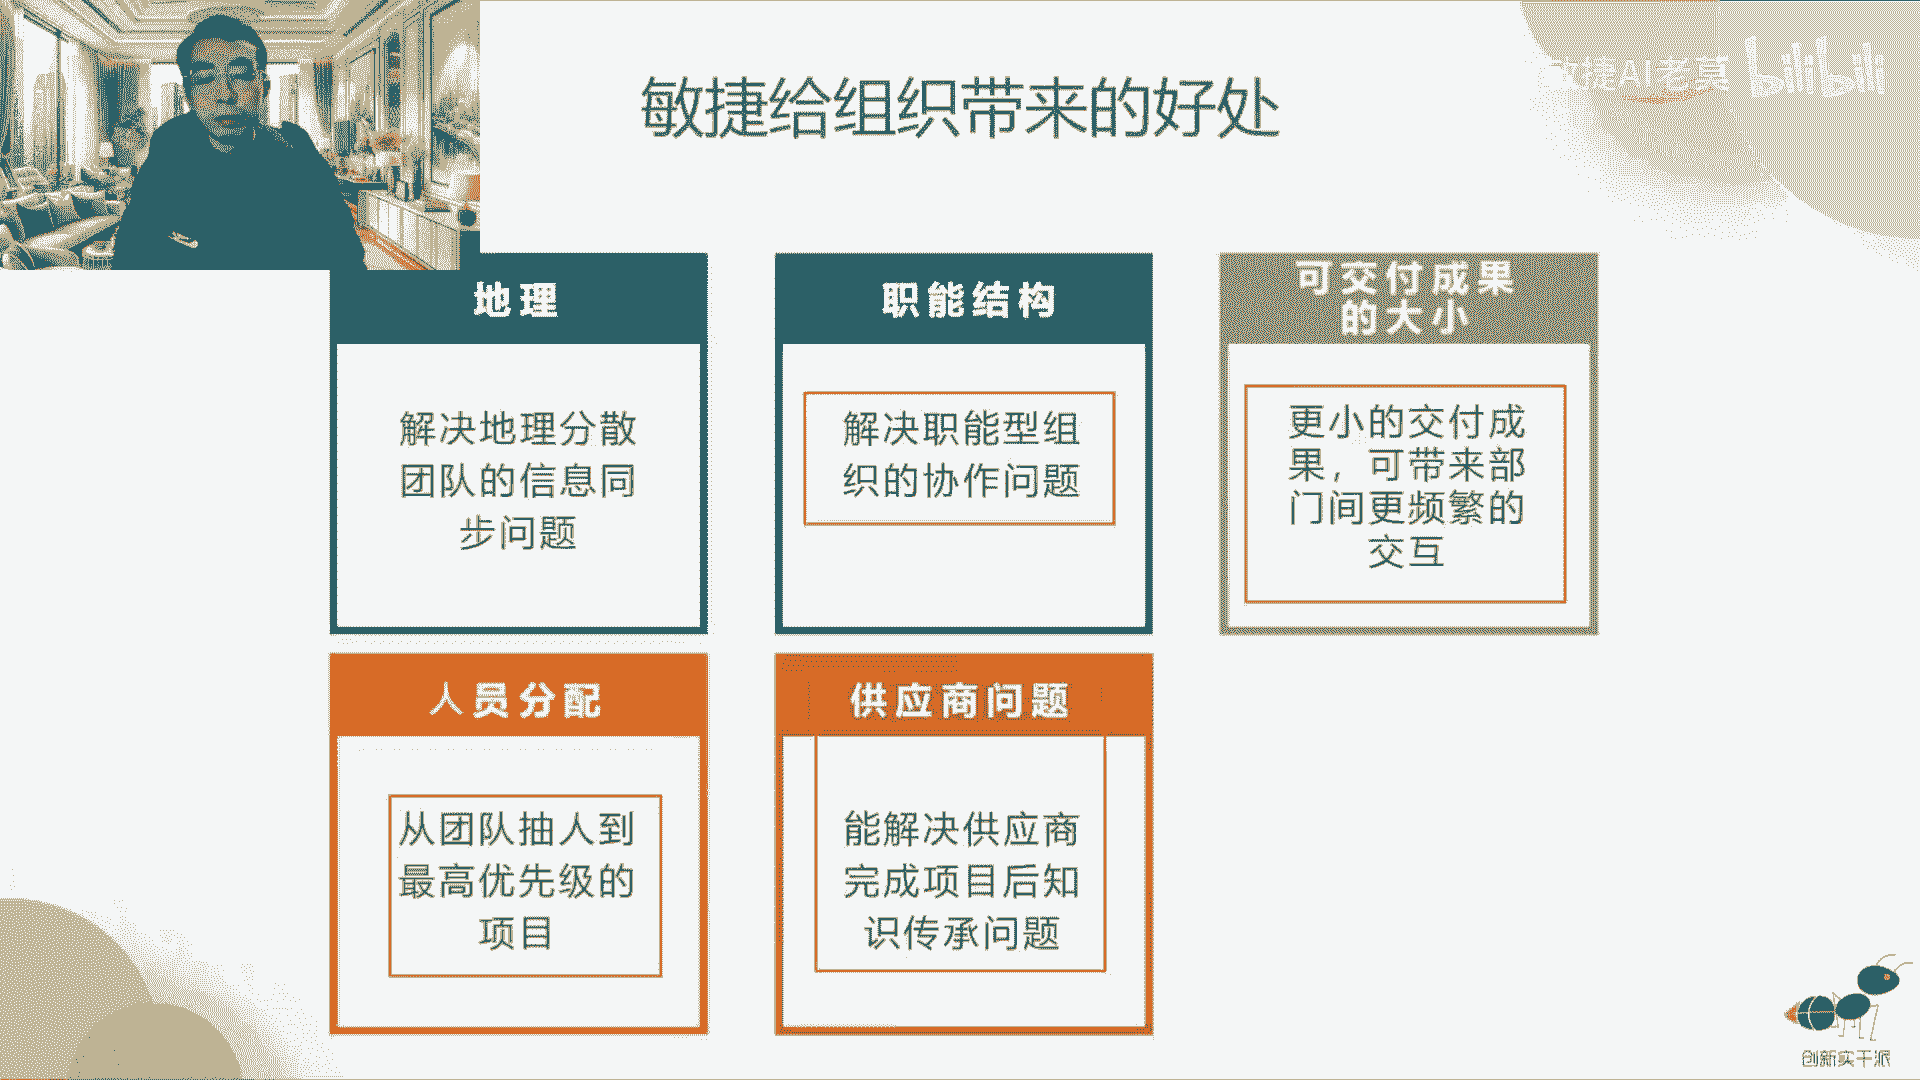 敏捷给组织带来的好处
敏捷AI老莫 bilibili
地理
解决地理分散
团队的信息同
步问题
职能结构
解决职能型组
织的协作问题
可交付成果
的大小
更小的交付成
果，可带来部
门间更频繁的
交互
人员分配
从团队抽人到
最高优先级的
项目
供应商问题
能解决供应商
完成项目后知
识传承问题
创新实干派